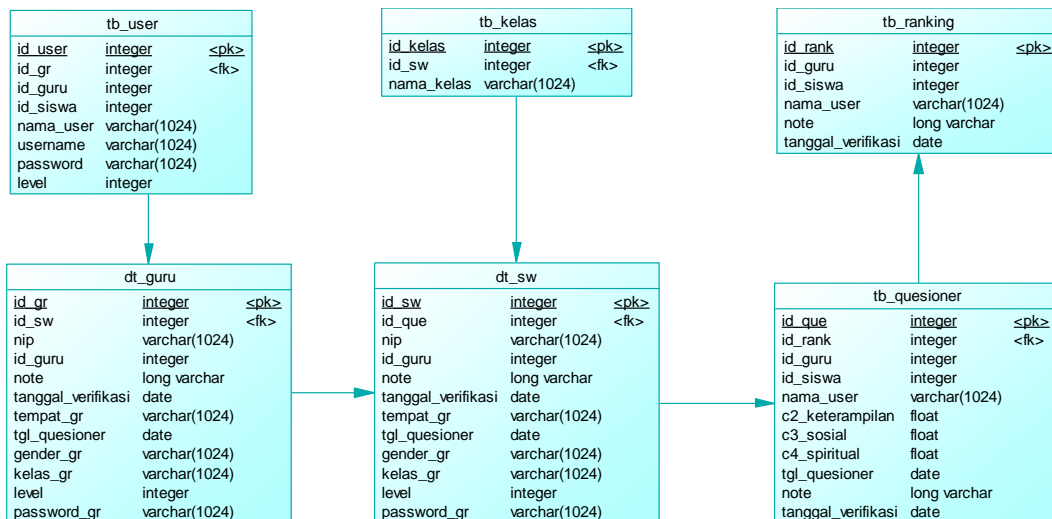 tb_user
id_user integer <pk>
id_gr integer <fk>
id_guru integer
id_siswa integer
nama_user varchar(1024)
username varchar(1024)
password varchar(1024)
level integer
tb_kelas
id_kelas integer <pk>
id_sw integer <fk>
nama_kelas varchar(1024)
tb_ranking
id_rank integer <pk>
id_guru integer
id_siswa integer
nama_user varchar(1024)
note long varchar
tanggal_verifikasi date
dt_guru
id_gr integer <pk>
id_sw integer <fk>
nip varchar(1024)
id_guru integer
note long varchar
tanggal_verifikasi date
tempat_gr varchar(1024)
tgl_quesioner date
gender_gr varchar(1024)
kelas_gr varchar(1024)
level integer
password_gr varchar(1024)
dt_sw
id_sw integer <pk>
id_que integer <fk>
nip varchar(1024)
id_guru integer
note long varchar
tanggal_verifikasi date
tempat_gr varchar(1024)
tgl_quesioner date
gender_gr varchar(1024)
kelas_gr varchar(1024)
level integer
password_gr varchar(1024)
tb_quesioner
id_que integer <pk>
id_rank integer <fk>
id_guru integer
id_siswa integer
nama_user varchar(1024)
c2_keterampilan float
c3_sosial float
c4_spiritual float
tgl_quesioner date
note long varchar
tanggal_verifikasi date